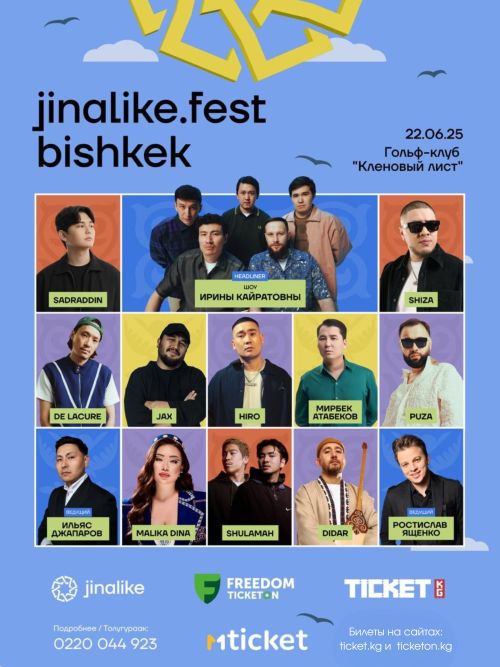 jinalike.fest
bishkek
22.06.25
Гольф-клуб
"Кленовый лист"
SADRADDIN
HEADLINER
ШОУ
ИРИНЫ КАЙРАТОВНЫ
SHIZA
DE LACURE
JAX
HIRO
МИРБЕК
АТАБЕКОВ
PUZA
ВЕДУЩИЙ
ИЛЬЯС
ДЖАПАРОВ
MALIKA DINA
SHULAMAH
DIDAR
ВЕДУЩИЙ
РОСТИСЛАВ
ЯЩЕНКО
jinalike
FREEDOM
TICKETON
TICKET KG
Подробнее / Толугураак:
0220 044 923
mticket
Билеты на сайтах:
ticket.kg и ticketon.kg